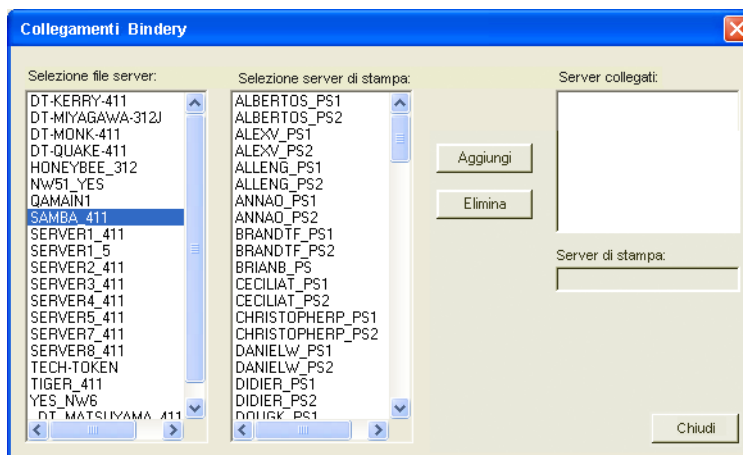 Collegamenti Bindery
Selezione file server:
DT-KERRY-411
DT-MIYAGAWA-312J
DT-MONK-411
DT-QUAKE-411
HONEYBEE_312
NW51_YES
QAMAIN1
SAMBA_411
SERVER1_411
SERVER1_5
SERVER2_411
SERVER3_411
SERVER4_411
SERVER5_411
SERVER7_411
SERVER8_411
TECH-TOKEN
TIGER_411
YES_NW6
_DT_MATSUYAMA_411
Selezione server di stampa:
ALBERTOS_PS1
ALBERTOS_PS2
ALEXV_PS1
ALEXV_PS2
ALLENG_PS1
ALLENG_PS2
ANNAO_PS1
ANNAO_PS2
BRANDTF_PS1
BRANDTF_PS2
BRIANB_PS
CECILIAT_PS1
CECILIAT_PS2
CHRISTOPHERP_PS1
CHRISTOPHERP_PS2
DANIELW_PS1
DANIELW_PS2
DIDIER_PS1
DIDIER_PS2
DOUGK_PS1
Aggiungi
Elimina
Server collegati:
Server di stampa:
Chiudi